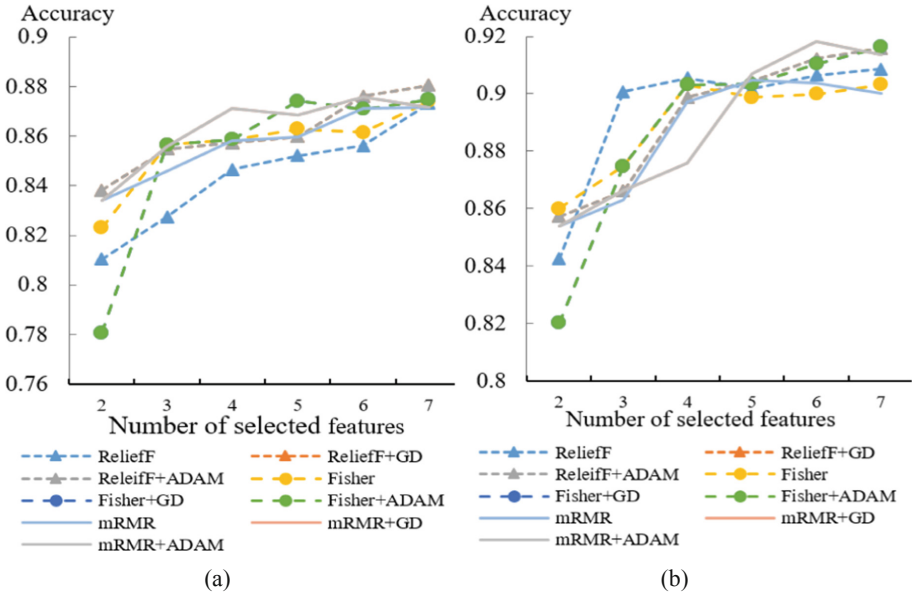 Accuracy
0.9
0.88
0.86
0.84
0.82
0.8
0.78
0.76
2 3 4 5 6 7
Number of selected features
ReliefF
ReliefF+GD
ReleifF+ADAM
Fisher
Fisher+GD
Fisher+ADAM
mRMR
mRMR+GD
mRMR+ADAM
(a)
Accuracy
0.92
0.9
0.88
0.86
0.84
0.82
0.8
2 3 4 5 6 7
Number of selected features
ReliefF
ReliefF+GD
ReleifF+ADAM
Fisher
Fisher+GD
Fisher+ADAM
mRMR
mRMR+GD
mRMR+ADAM
(b)